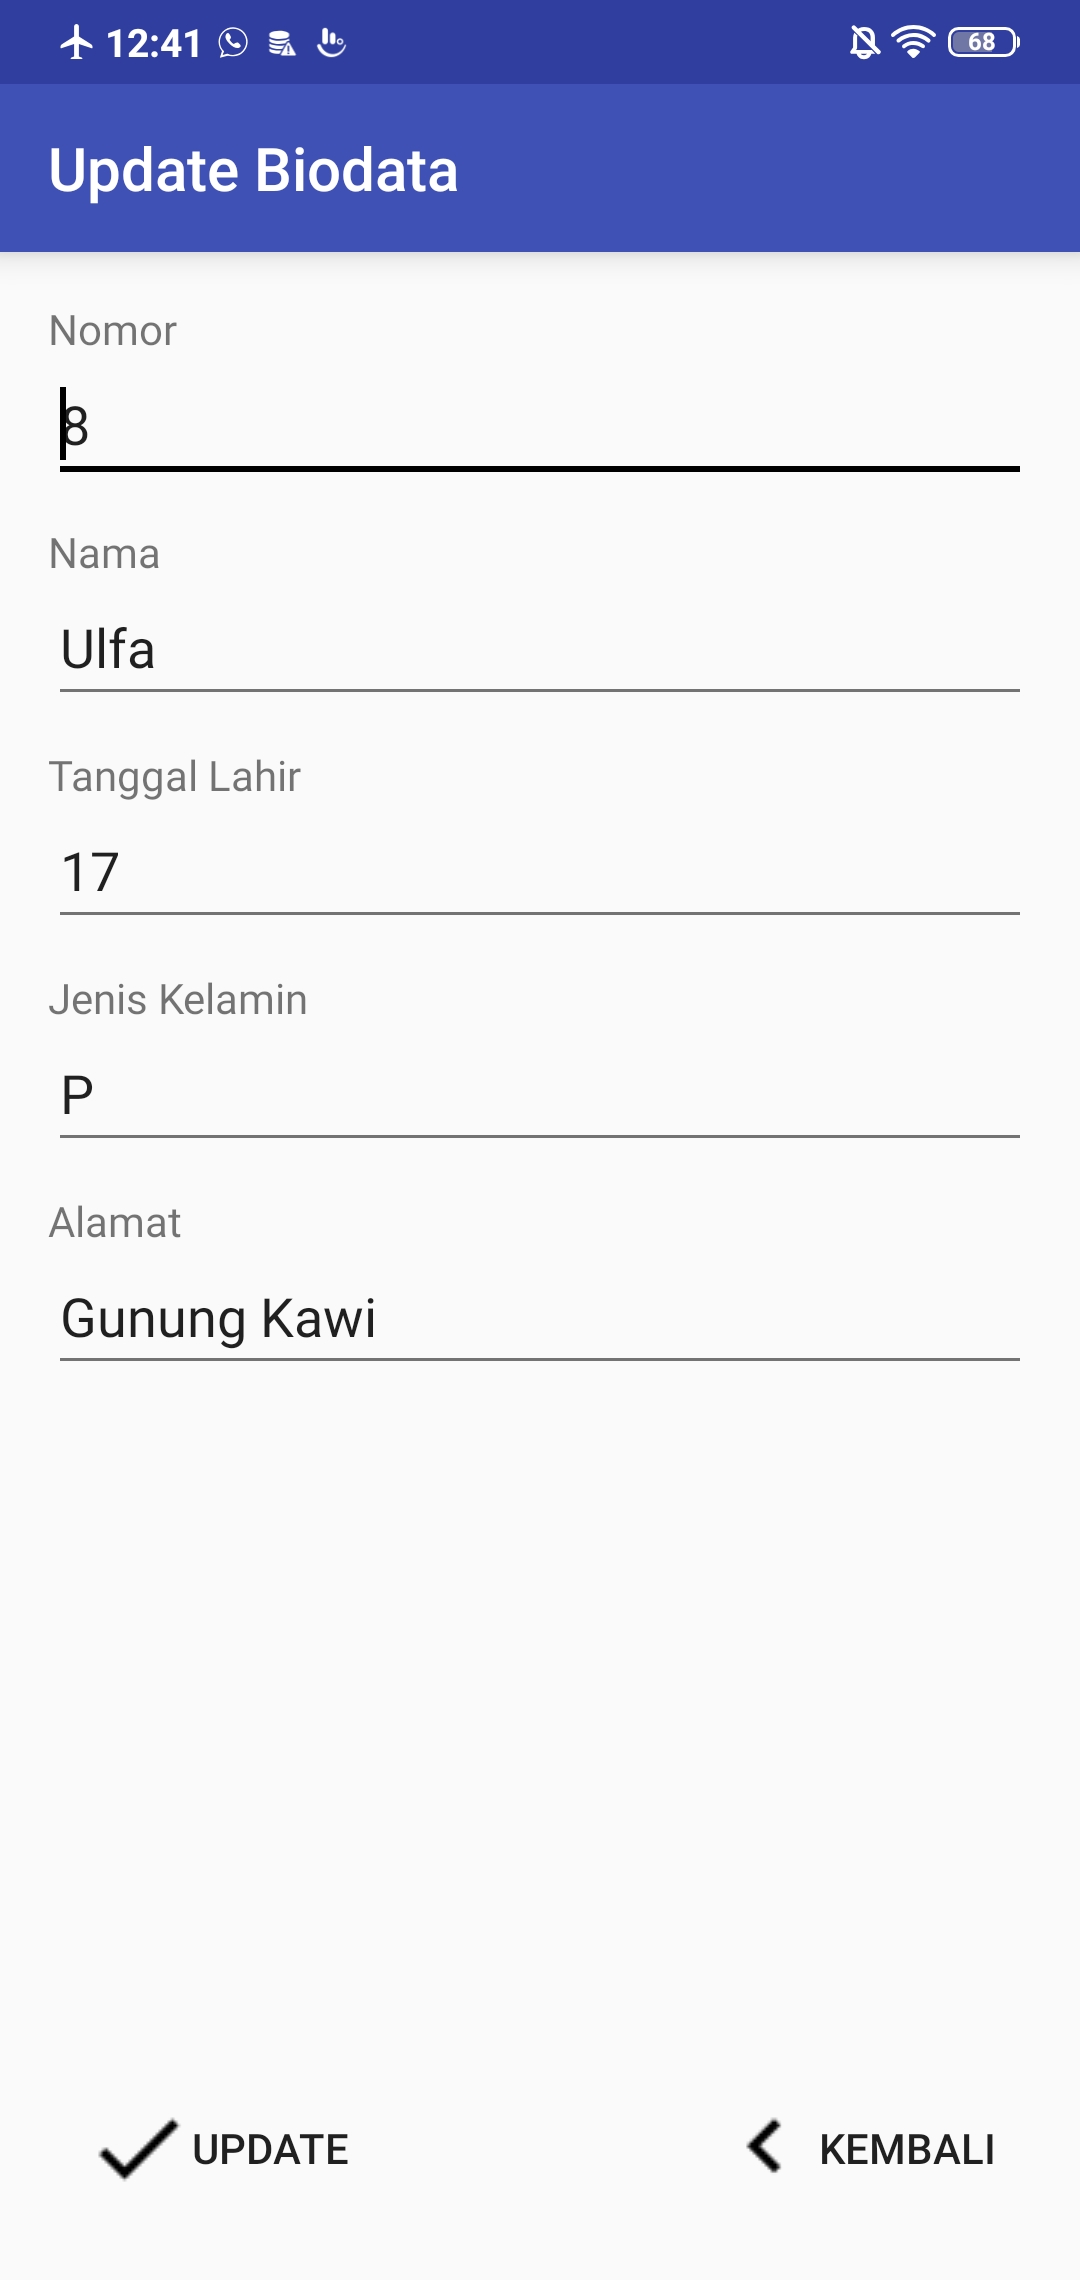 12:41
68
Update Biodata
Nomor
8
Nama
Ulfa
Tanggal Lahir
17
Jenis Kelamin
P
Alamat
Gunung Kawi
UPDATE
KEMBALI